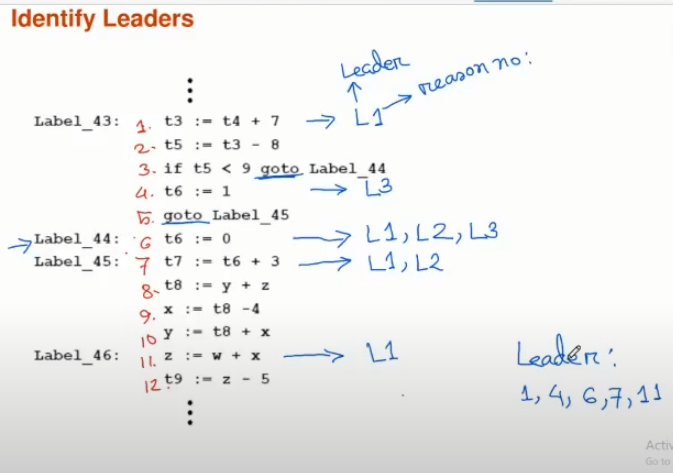 Identify Leaders
Leader
reason no:
Label_43: 1. t3 := t4 + 7 → L1
2. t5 := t3 - 8
3. if t5 < 9 goto Label_44
4. t6 := 1 → L3
5. goto Label_45
Label_44: 6 t6 := 0 → L1, L2, L3
Label_45: 7 t7 := t6 + 3 → L1, L2
8. t8 := y + z
9. x := t8 -4
10 y := t8 + x
Label_46: 11. z := w + x → L1
12. t9 := z - 5
Leader:
1, 4, 6, 7, 11
Activ
Go to